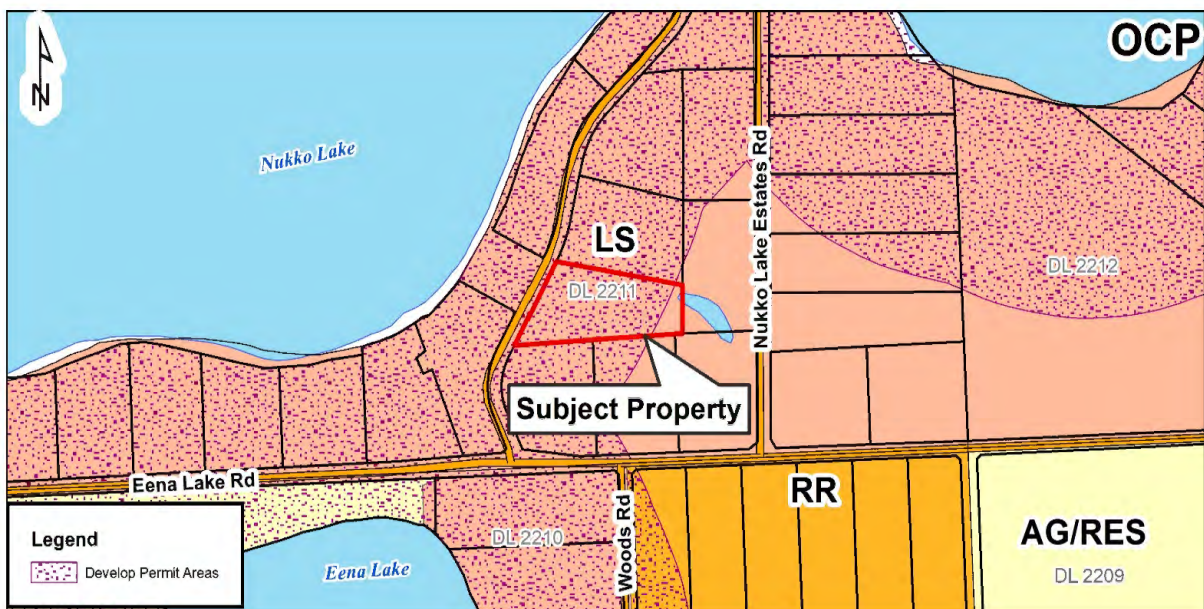 OCP
N
Nukko Lake
Nukko Lake Estates Rd
LS
DL 2211
DL 2212
Subject Property
Eena Lake Rd
Woods Rd
RR
DL 2210
AG/RES
DL 2209
Eena Lake
Legend
Develop Permit Areas